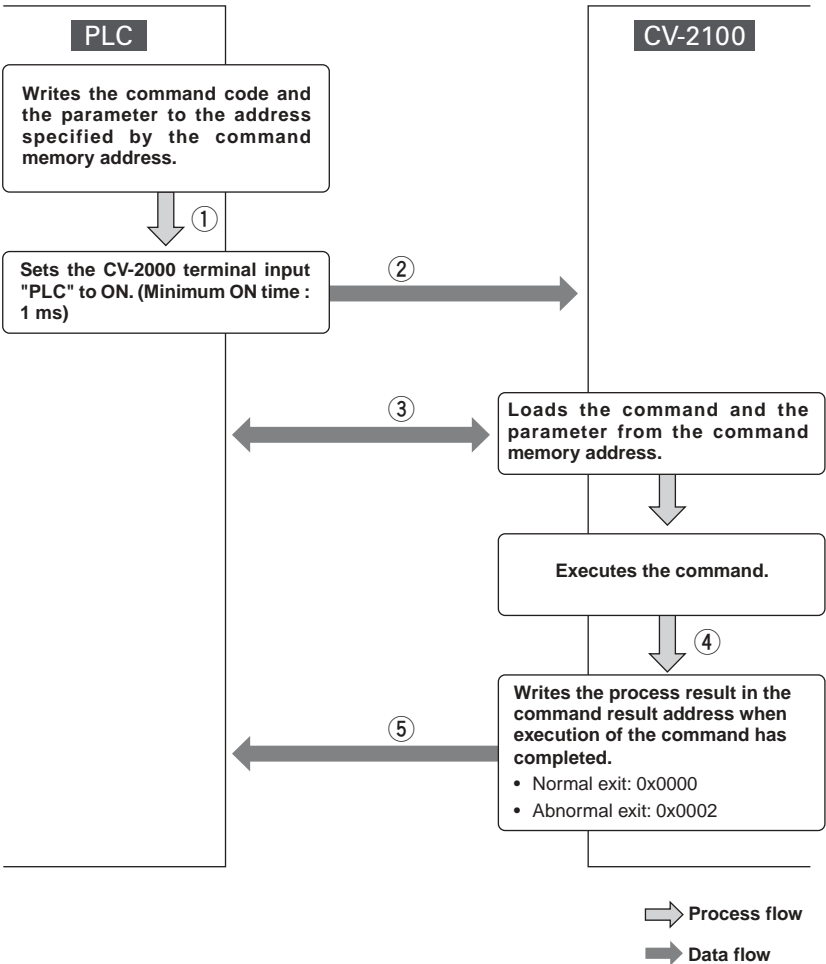 PLC
CV-2100
Writes the command code and
the parameter to the address
specified by the command
memory address.
①
Sets the CV-2000 terminal input
"PLC" to ON. (Minimum ON time :
1 ms)
②
③
Loads the command and the
parameter from the command
memory address.
Executes the command.
④
Writes the process result in the
command result address when
execution of the command has
completed.
• Normal exit: 0x0000
• Abnormal exit: 0x0002
⑤
Process flow
Data flow